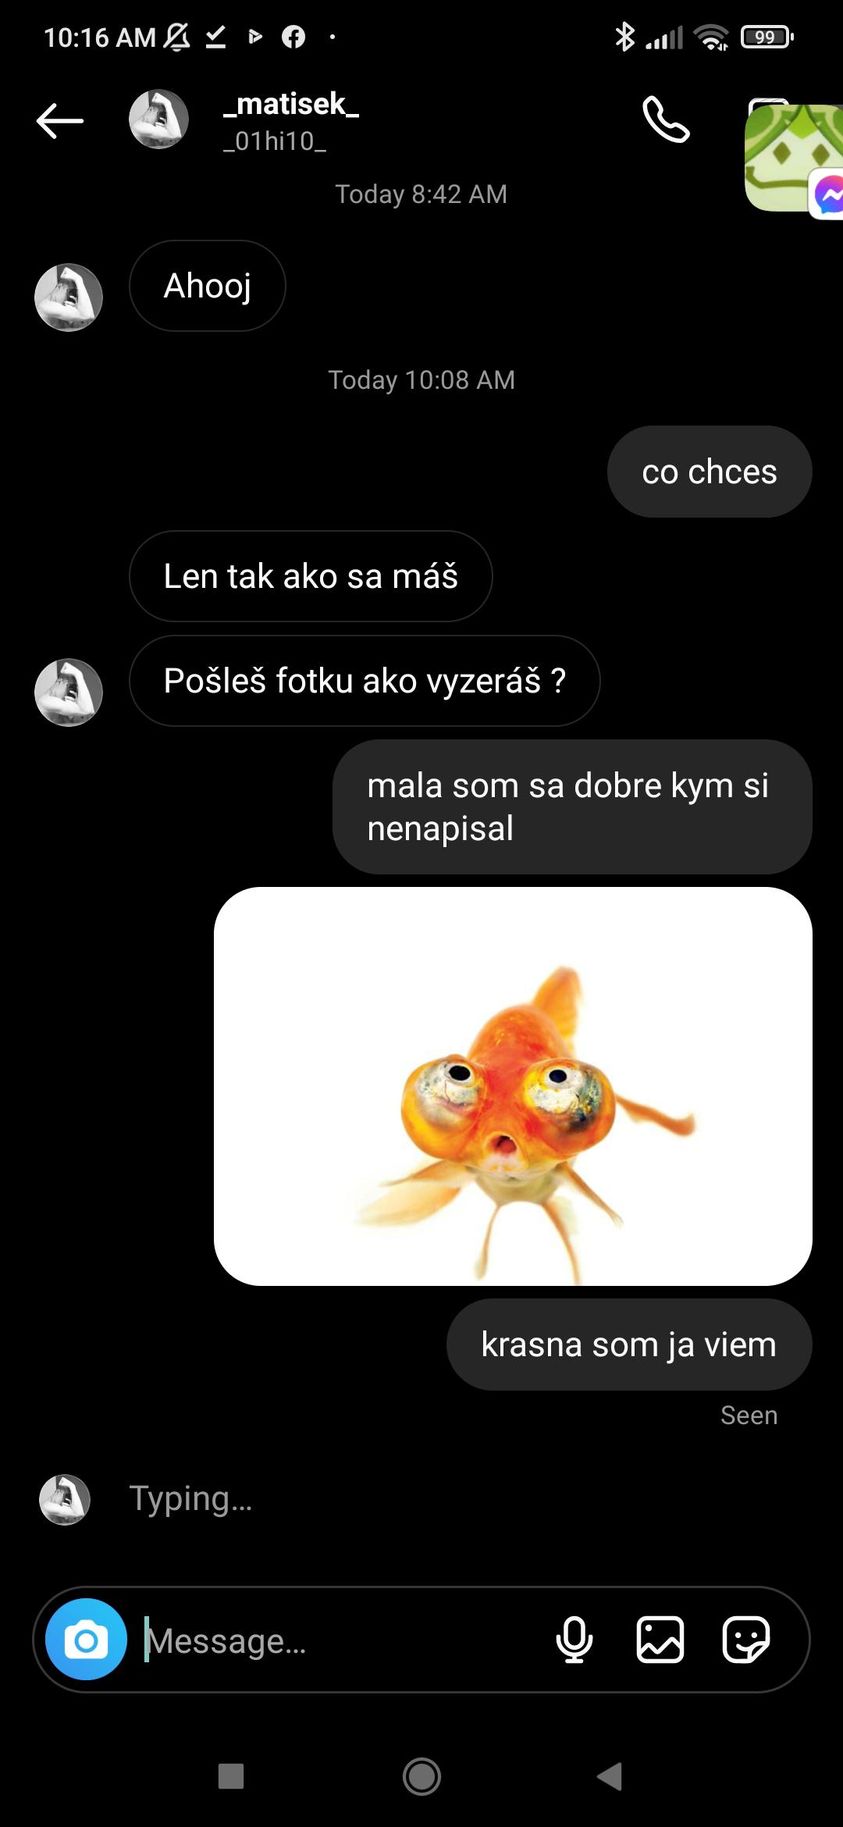 10:16 AM
99
_matisek_
_01hi10_
Today 8:42 AM
Ahooj
Today 10:08 AM
co chces
Len tak ako sa máš
Pošleš fotku ako vyzeráš ?
mala som sa dobre kym si
nenapisal
krasna som ja viem
Seen
Typing...
Message...